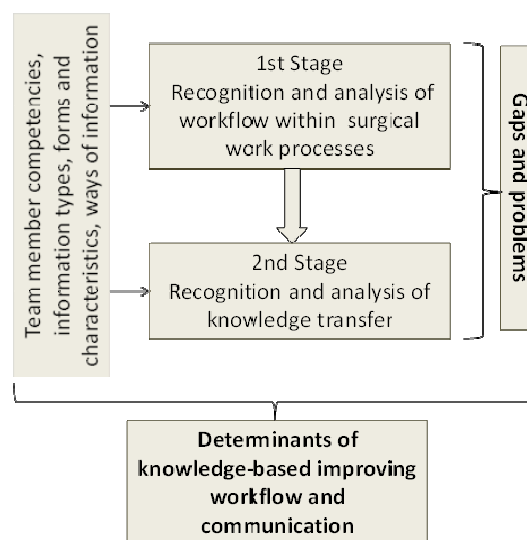 Team member competencies,
information types, forms and
characteristics, ways of information
1st Stage
Recognition and analysis of
workflow within surgical
work processes
2nd Stage
Recognition and analysis of
knowledge transfer
Gaps and problems
Determinants of
knowledge-based improving
workflow and
communication